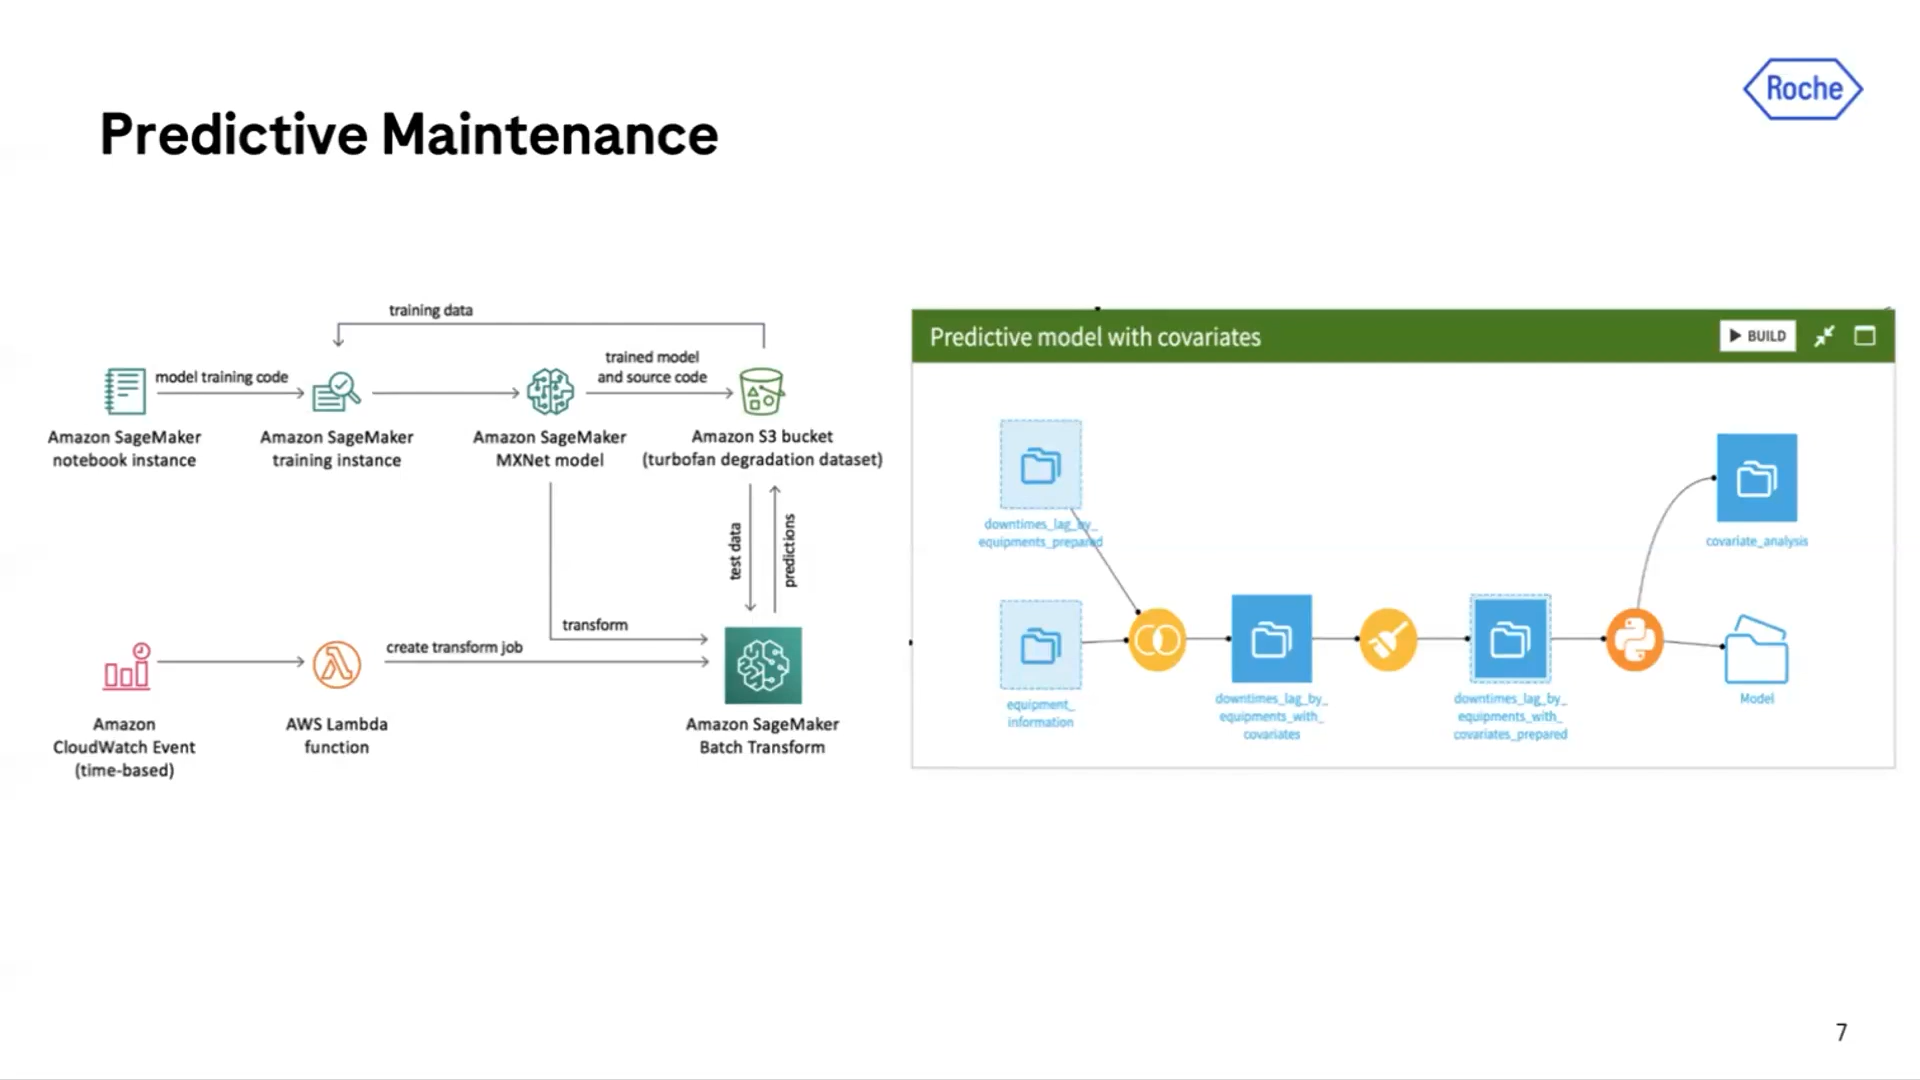 Roche
Predictive Maintenance
training data
model training code
trained model
and source code
Amazon SageMaker
notebook instance
Amazon SageMaker
training instance
Amazon SageMaker
MXNet model
Amazon S3 bucket
(turbofan degradation dataset)
test data
predictions
transform
create transform job
Amazon
CloudWatch Event
(time-based)
AWS Lambda
function
Amazon SageMaker
Batch Transform
Predictive model with covariates
BUILD
downtimes_lag_by_
equipments_prepared
covariate_analysis
equipment_
information
downtimes_lag_by_
equipments_with_
covariates
downtimes_lag_by_
equipments_with_
covariates_prepared
Model
7